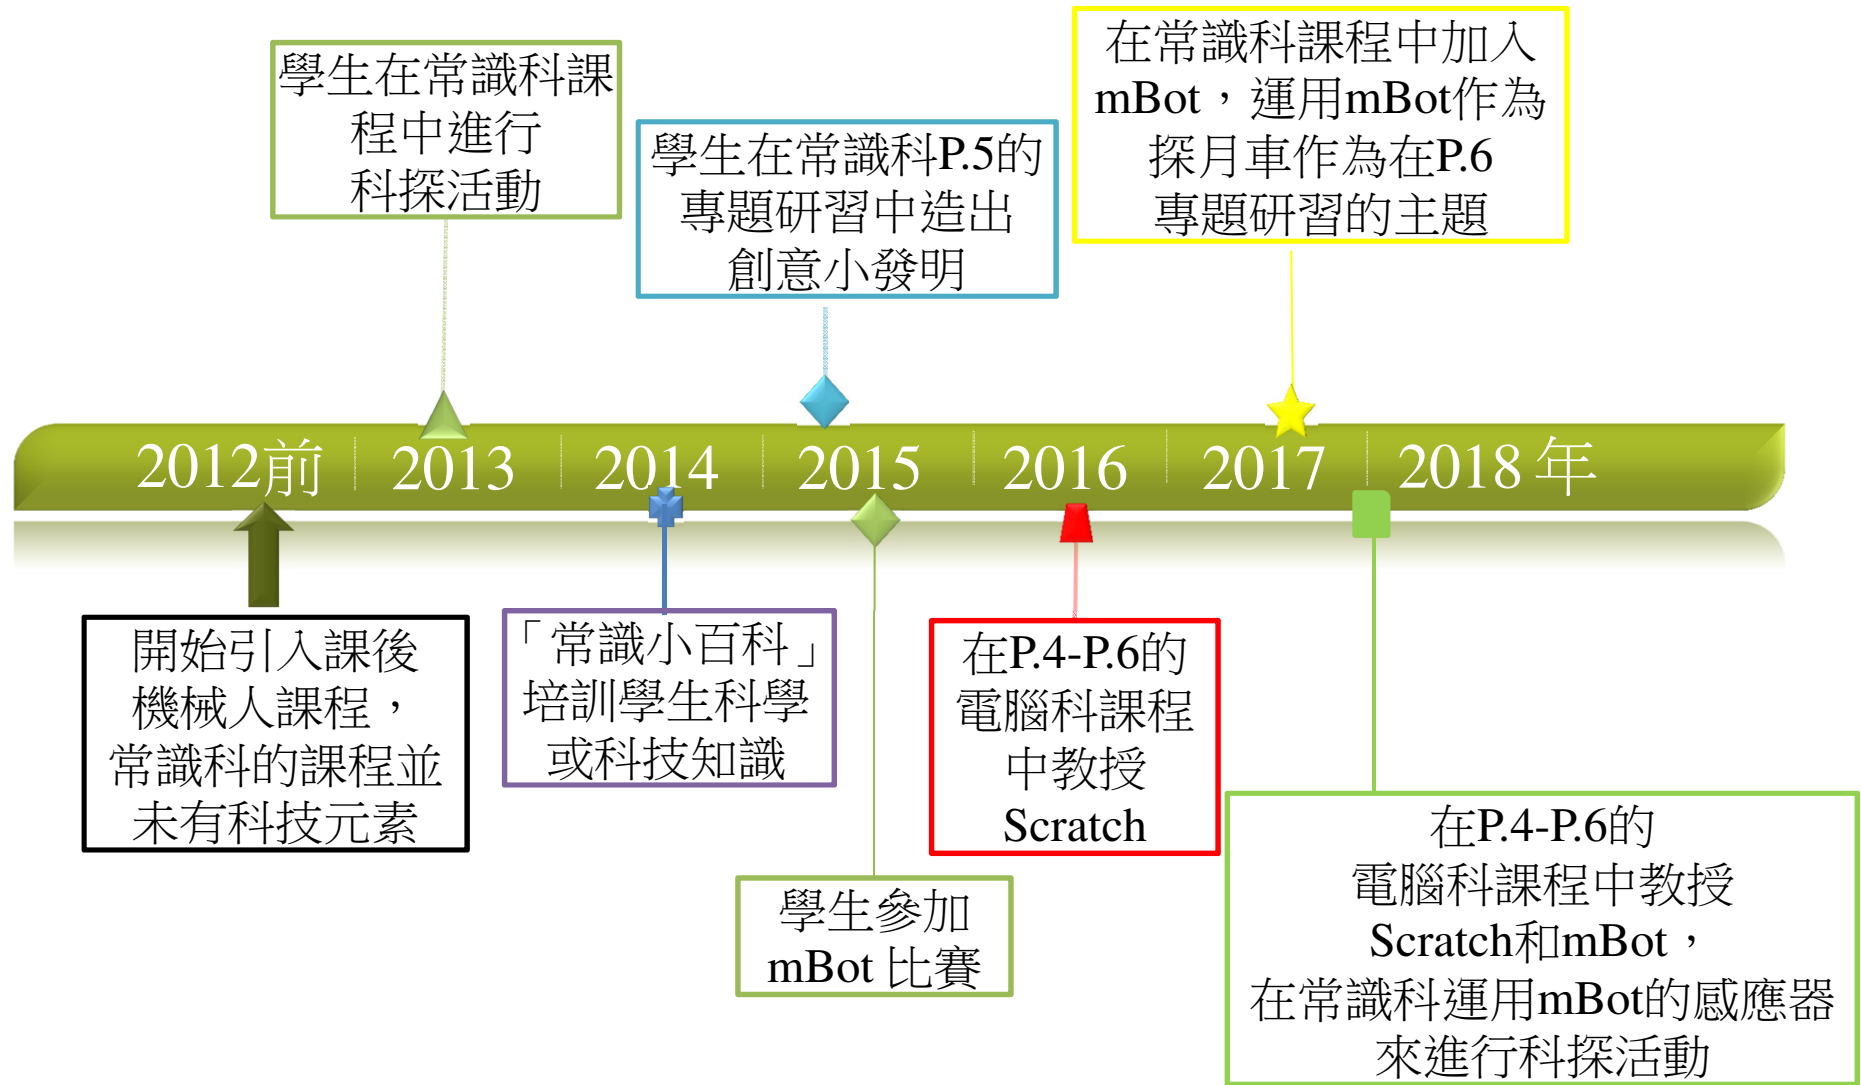 學生在常識科課
程中進行
科探活動
學生在常識科P.5的
專題研習中造出
創意小發明
在常識科課程中加入
mBot，運用mBot作為
探月車作為在P.6
專題研習的主題
2012前 2013 2014 2015 2016 2017 2018 年
開始引入課後
機械人課程，
常識科的課程並
未有科技元素
「常識小百科」
培訓學生科學
或科技知識
學生參加
mBot 比賽
在P.4-P.6的
電腦科課程
中教授
Scratch
在P.4-P.6的
電腦科課程中教授
Scratch和mBot，
在常識科運用mBot的感應器
來進行科探活動